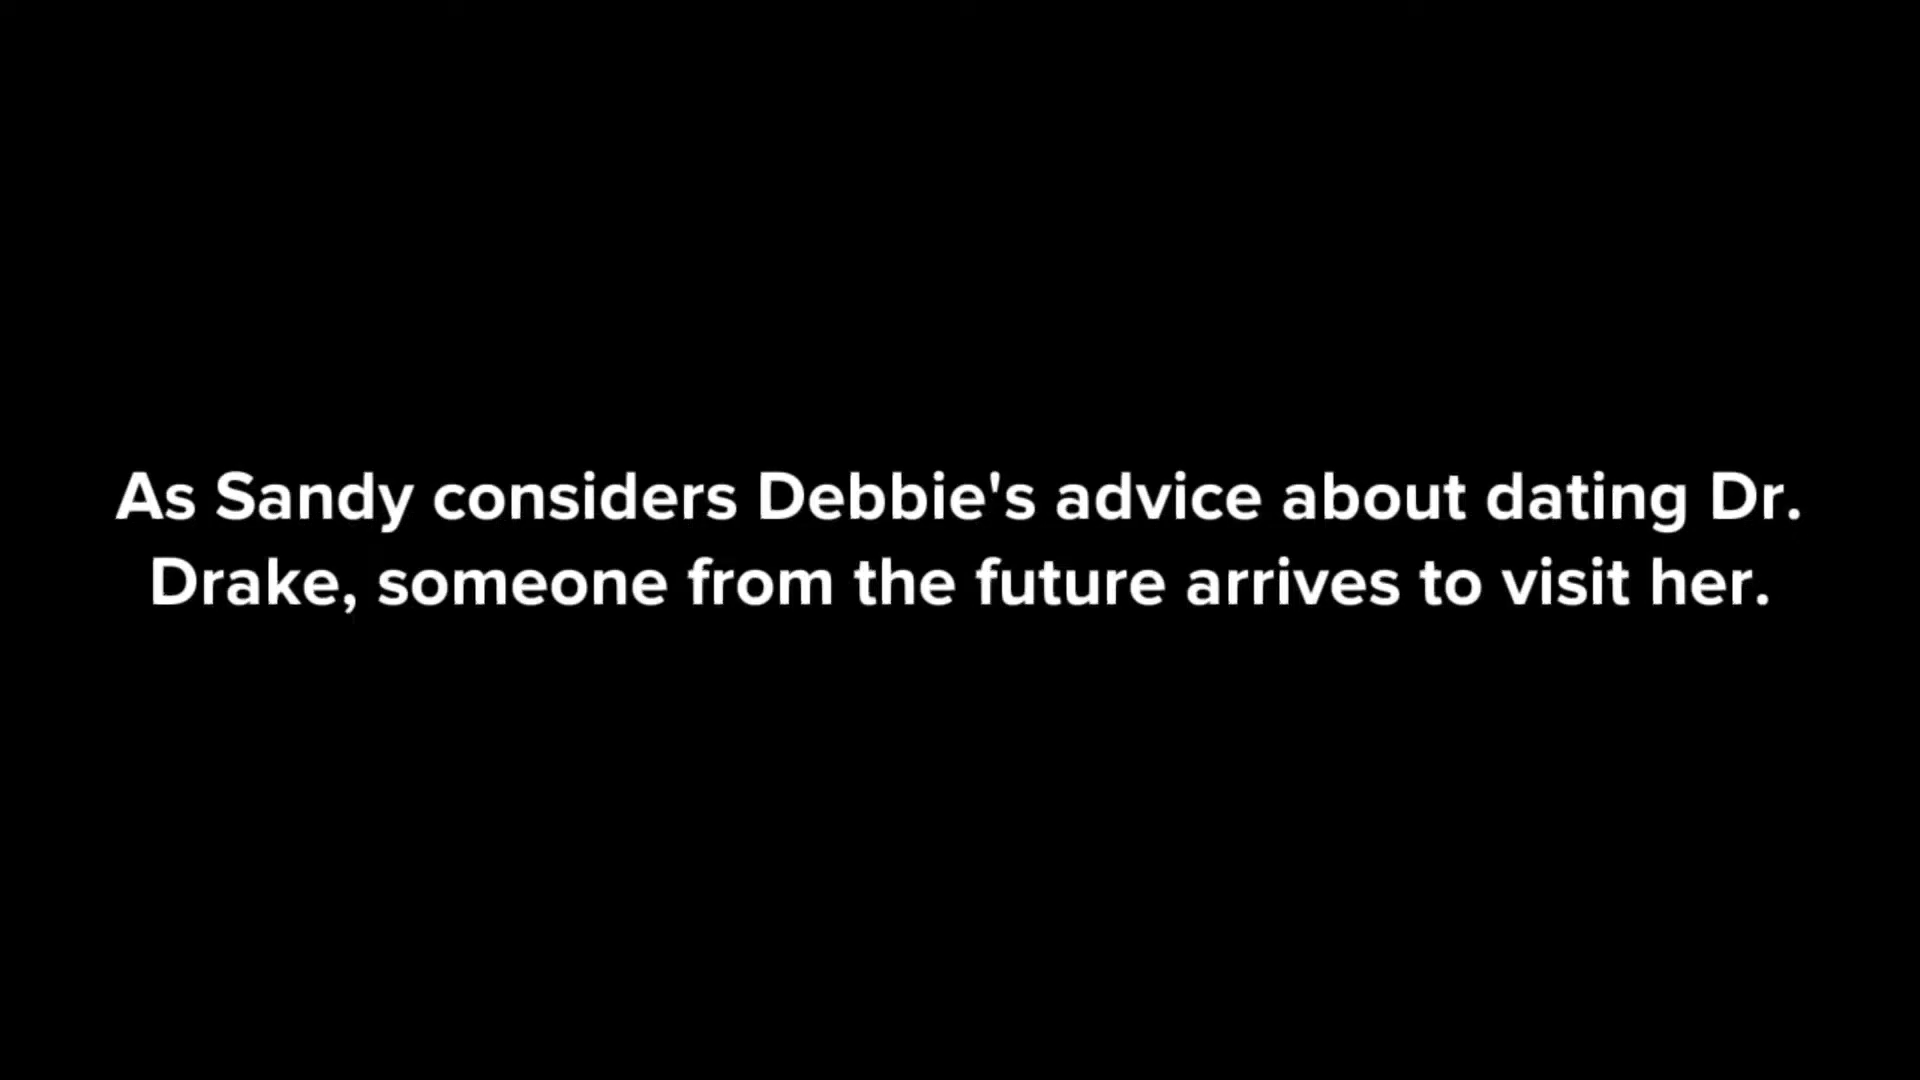 As Sandy considers Debbie's advice about dating Dr.
Drake, someone from the future arrives to visit her.